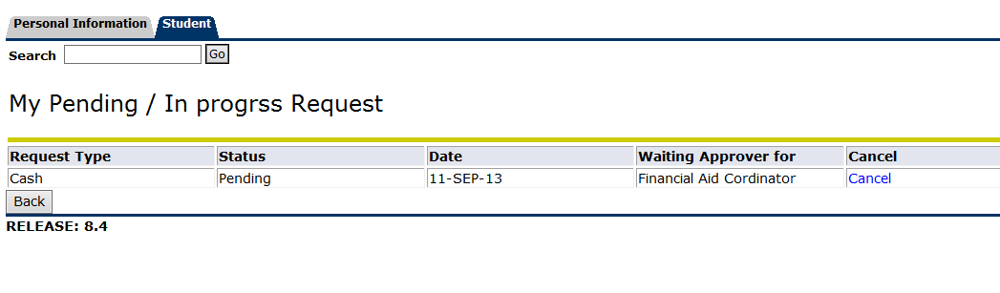 Personal Information Student
Search Go
My Pending / In progrss Request
Request Type Status Date Waiting Approver for Cancel
Cash Pending 11-SEP-13 Financial Aid Cordinator Cancel
Back
RELEASE: 8.4